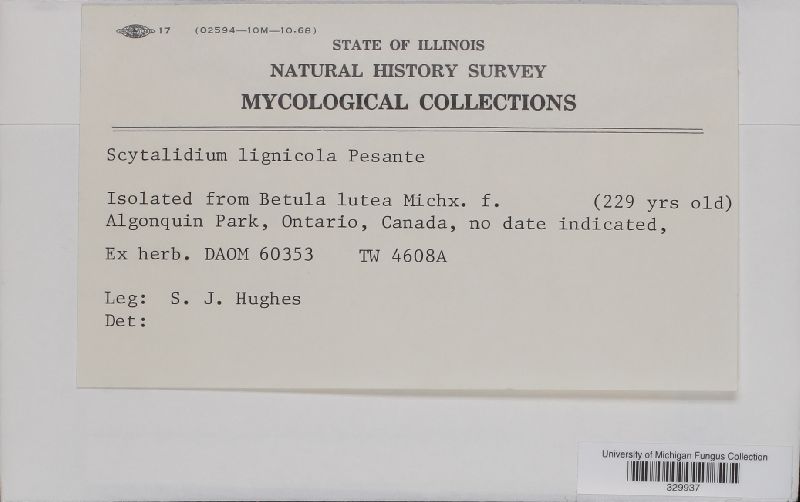 17 (02594—10M—10-68)
STATE OF ILLINOIS
NATURAL HISTORY SURVEY
MYCOLOGICAL COLLECTIONS
Scytalidium lignicola Pesante
Isolated from Betula lutea Michx. f. (229 yrs old)
Algonquin Park, Ontario, Canada, no date indicated,
Ex herb. DAOM 60353 TW 4608A
Leg: S. J. Hughes
Det:
University of Michigan Fungus Collection
329937